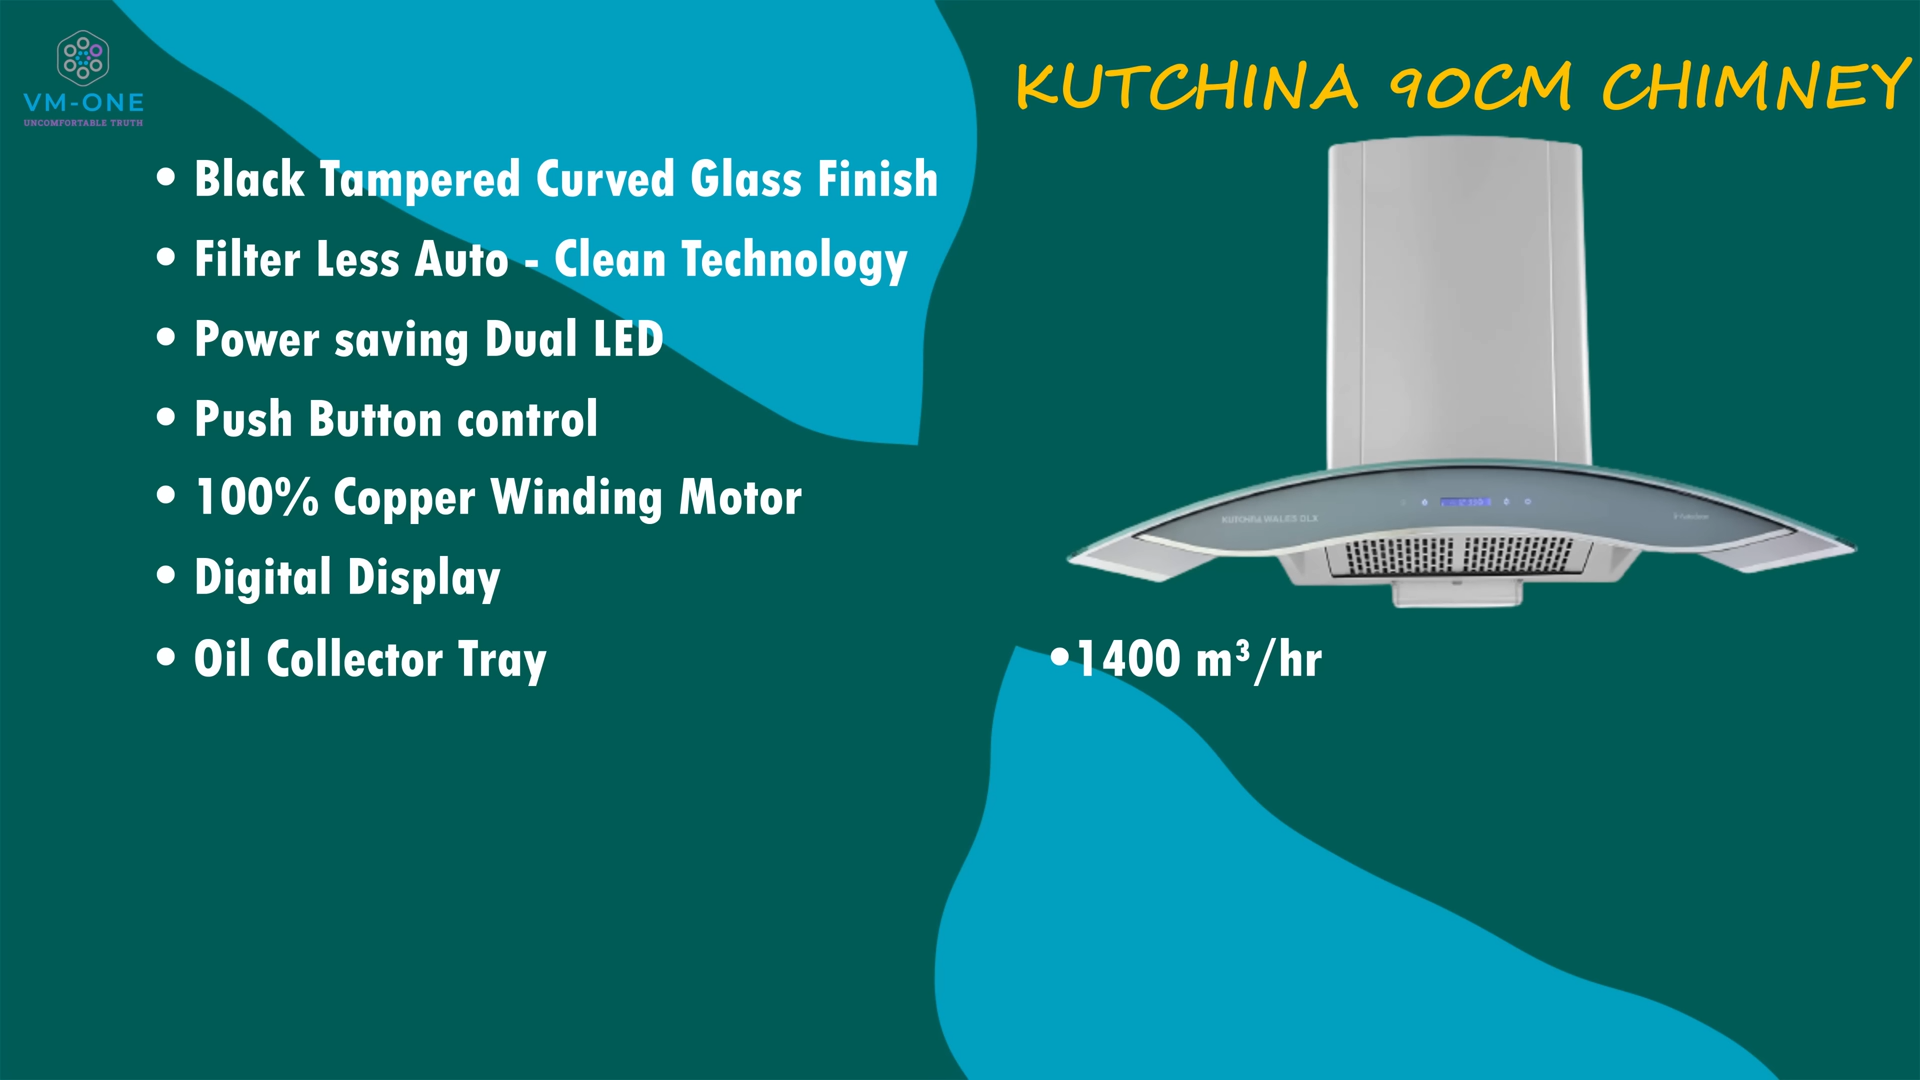 VM-ONE
UNCOMFORTABLE TRUTH
KUTCHINA 90CM CHIMNEY
• Black Tampered Curved Glass Finish
• Filter Less Auto - Clean Technology
• Power saving Dual LED
• Push Button control
• 100% Copper Winding Motor
• Digital Display
• Oil Collector Tray
•1400 m³/hr